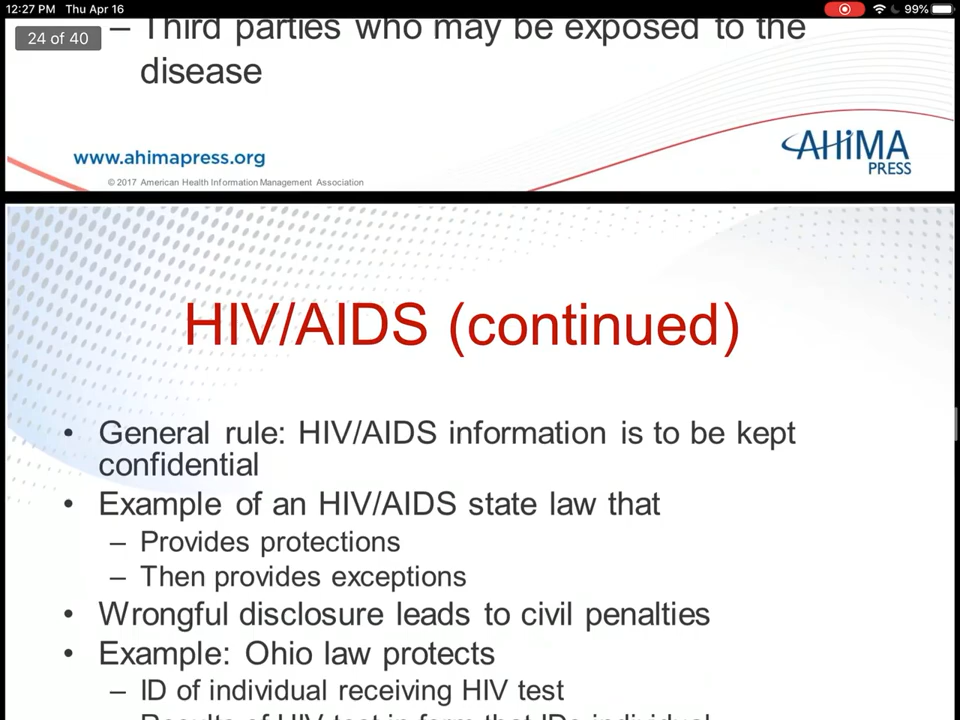 12:27 PM Thu Apr 16
99%
24 of 40
– Third parties who may be exposed to the
disease
www.ahimapress.org
© 2017 American Health Information Management Association
AHIMA
PRESS
HIV/AIDS (continued)
• General rule: HIV/AIDS information is to be kept
confidential
• Example of an HIV/AIDS state law that
– Provides protections
– Then provides exceptions
• Wrongful disclosure leads to civil penalties
• Example: Ohio law protects
– ID of individual receiving HIV test
Results of HIV test in form that IDs individual